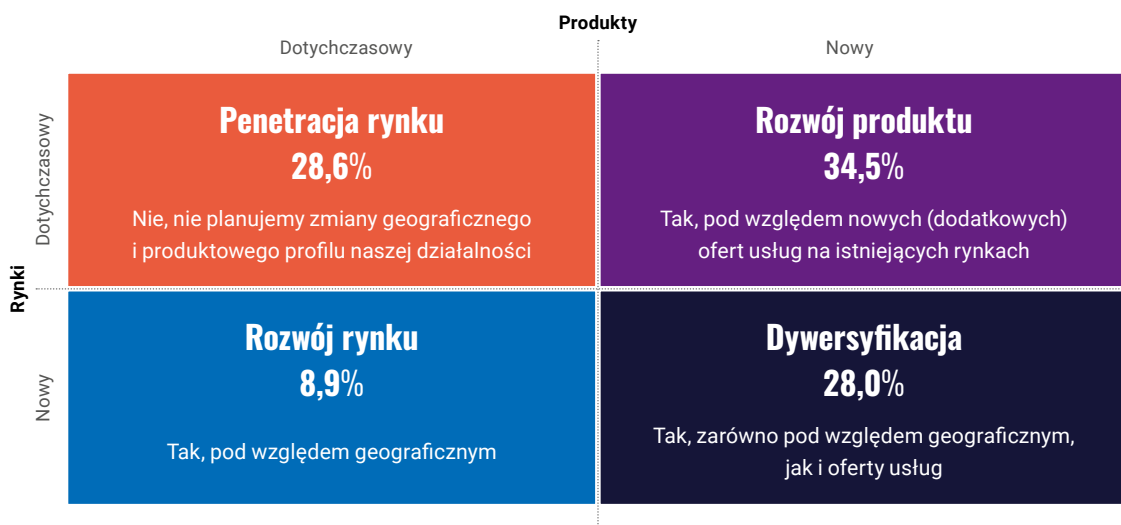 Produkty
Dotychczasowy
Nowy
Rynki
Dotychczasowy
Penetracja rynku
28,6%
Nie, nie planujemy zmiany geograficznego
i produktowego profilu naszej działalności
Rozwój produktu
34,5%
Tak, pod względem nowych (dodatkowych)
ofert usług na istniejących rynkach
Nowy
Rozwój rynku
8,9%
Tak, pod względem geograficznym
Dywersyfikacja
28,0%
Tak, zarówno pod względem geograficznym,
jak i oferty usług